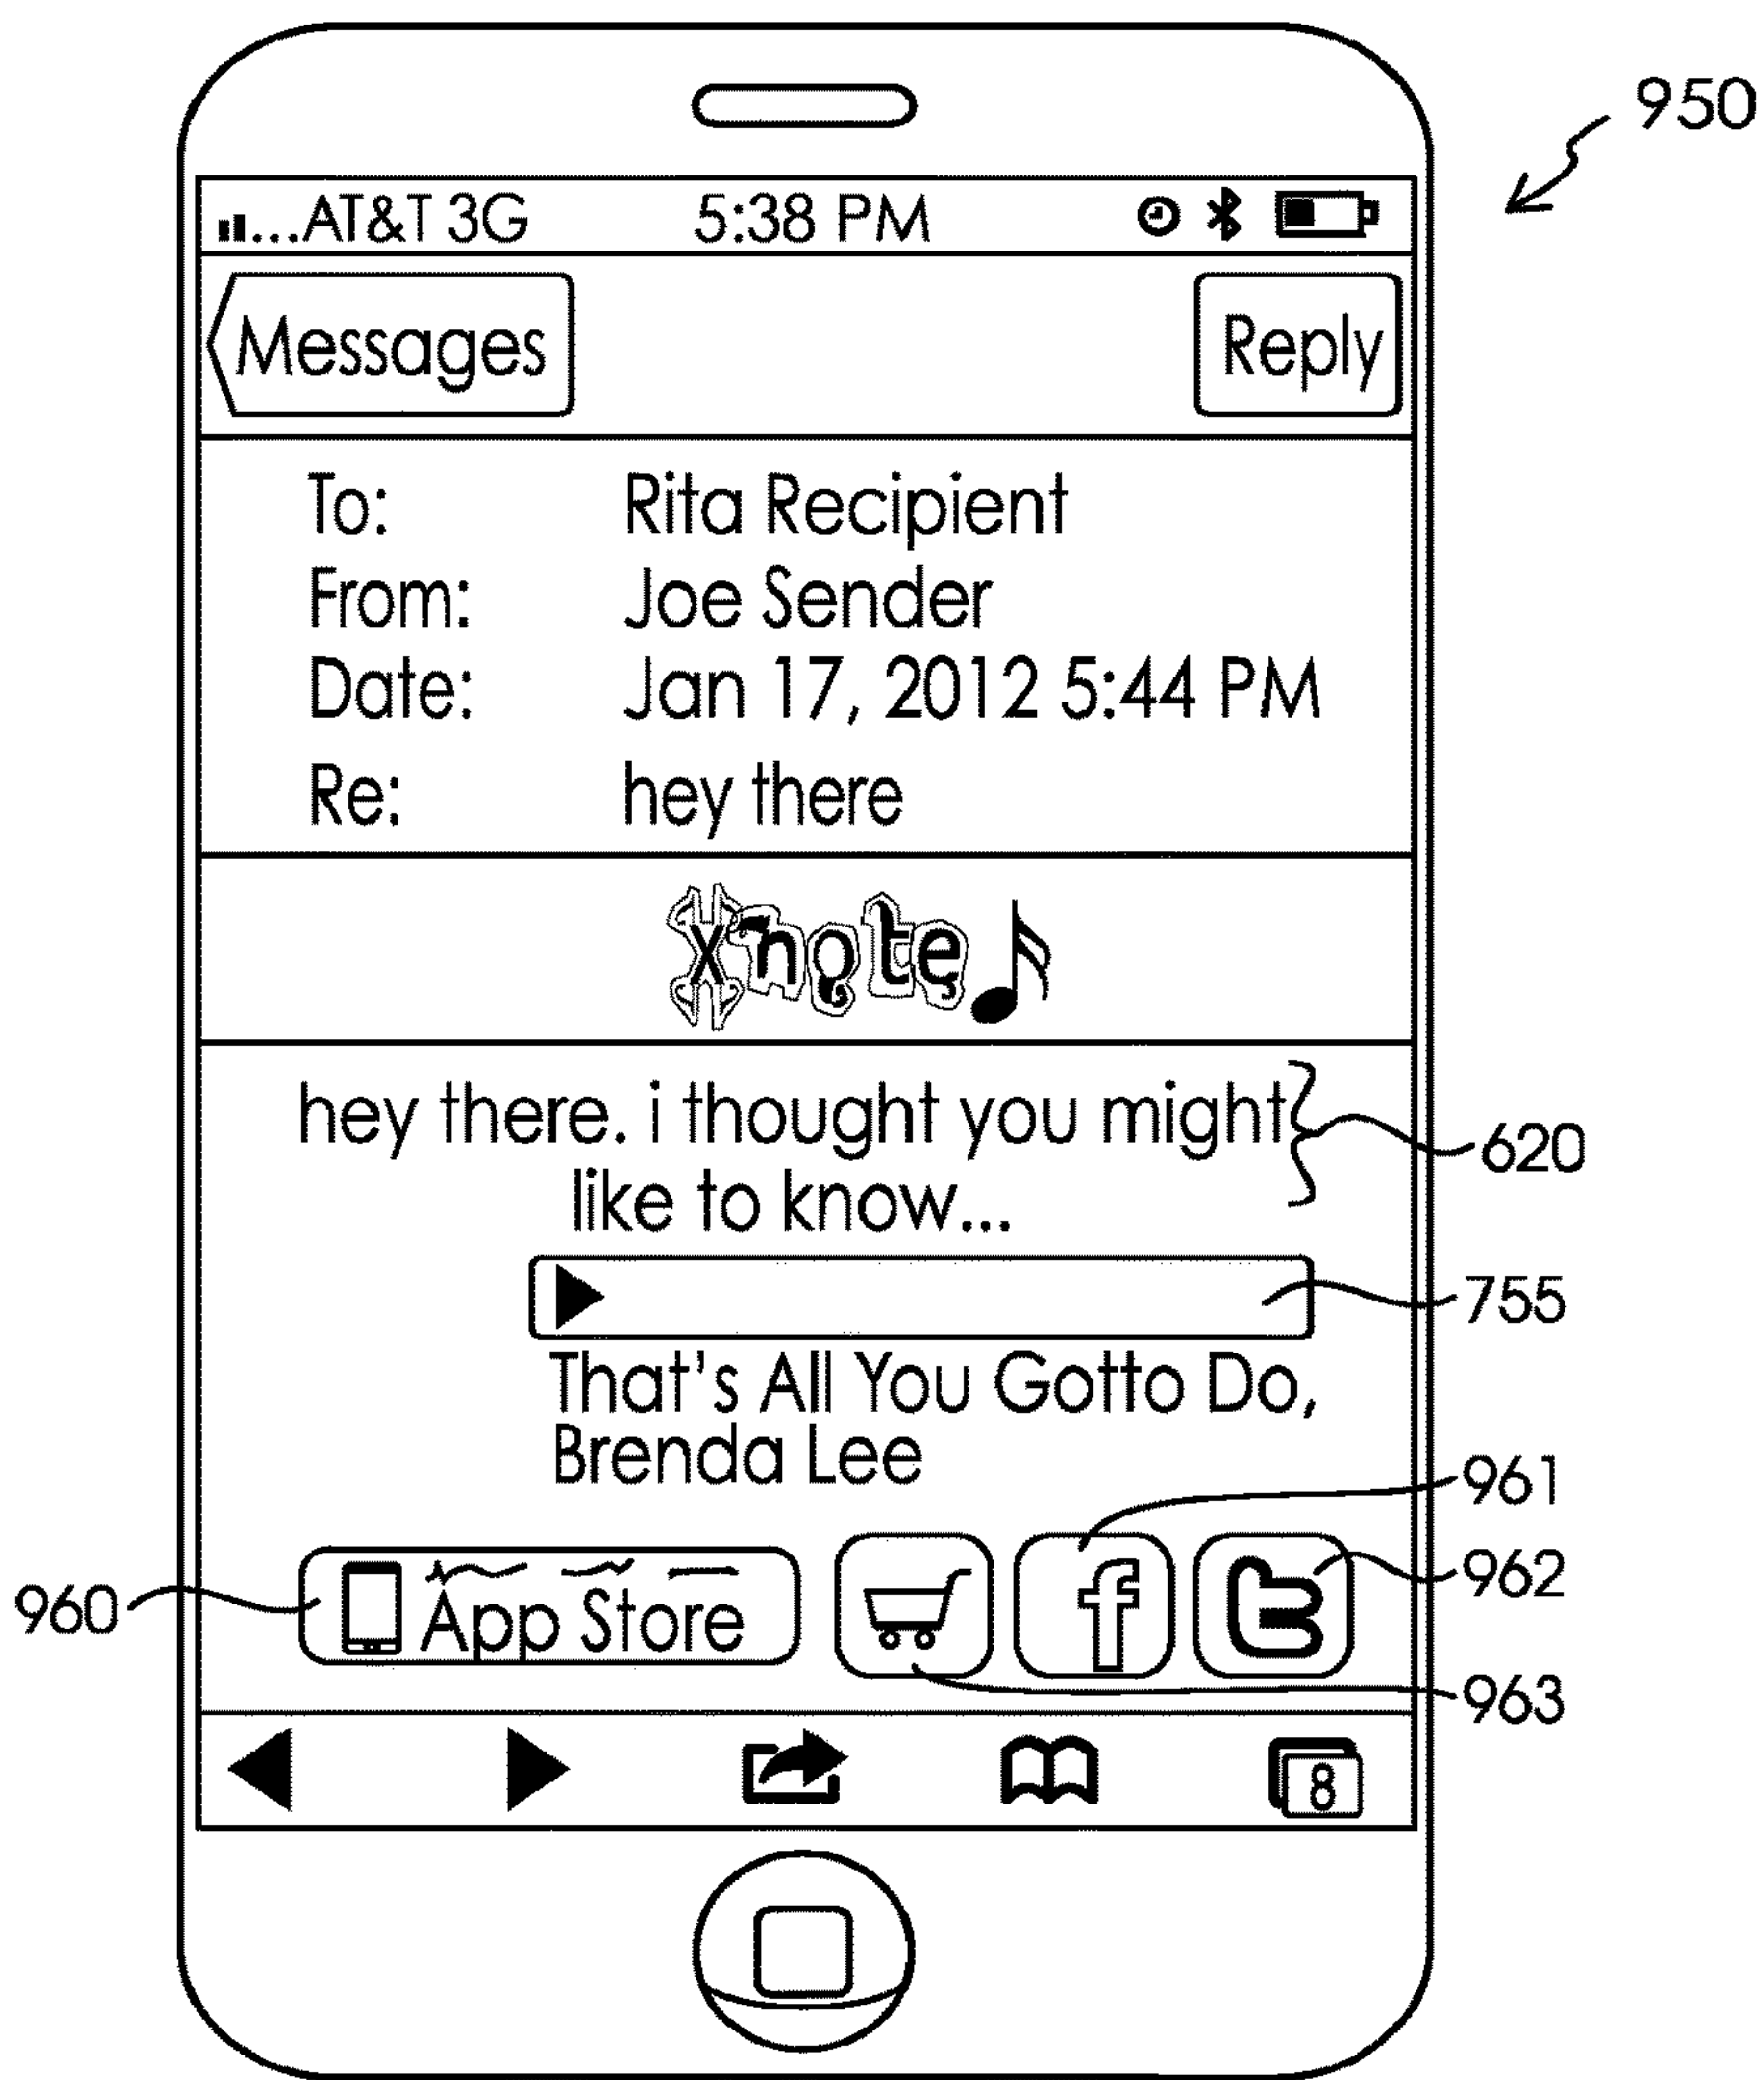 950
AT&T 3G 5:38 PM
Messages Reply
To: Rita Recipient
From: Joe Sender
Date: Jan 17, 2012 5:44 PM
Re: hey there
xnote
hey there. i thought you might
620
like to know...
755
That's All You Gotto Do,
Brenda Lee
961
962
960
App Store f t
963
8